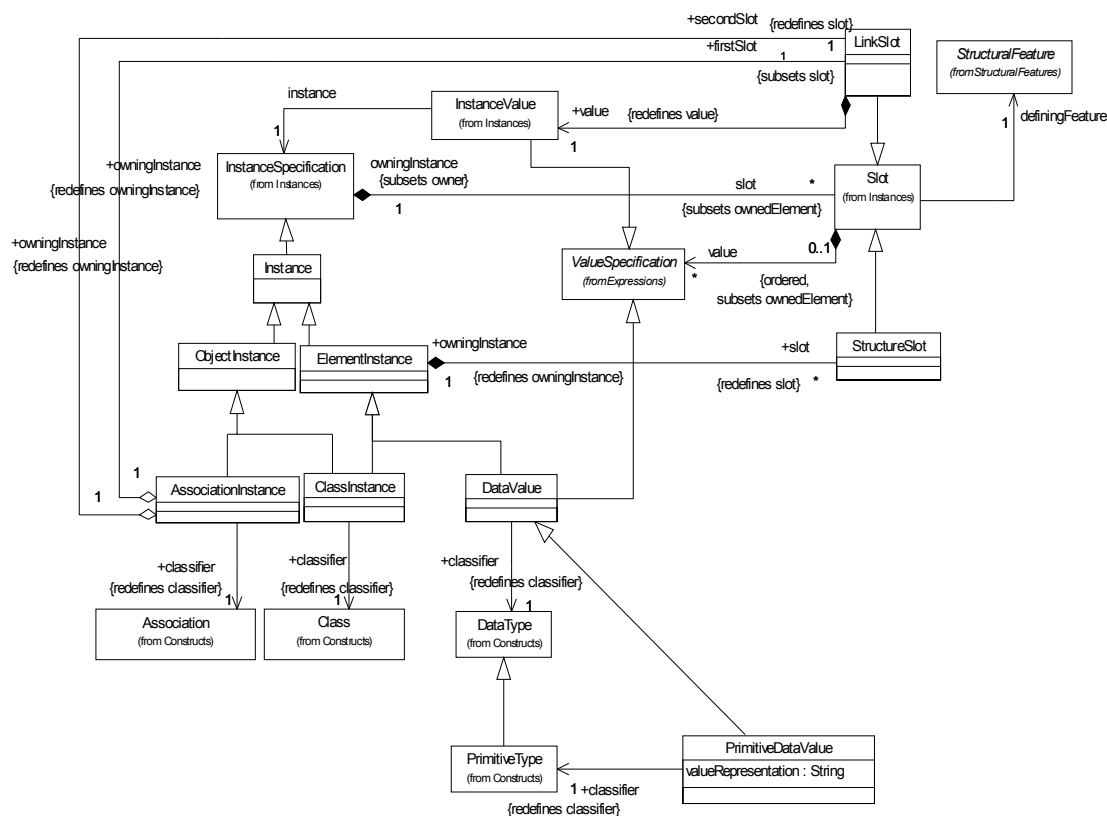 +secondSlot {redefines slot}
1
LinkSlot
+firstSlot
1
{subsets slot}
StructuralFeature
(from StructuralFeatures)
instance
InstanceValue
(from Instances)
+value
{redefines value}
1
1
definingFeature
1
+owningInstance
{redefines owningInstance}
InstanceSpecification
(from Instances)
owningInstance
{subsets owner}
1
slot
*
{subsets ownedElement}
Slot
(from Instances)
0..1
+owningInstance
{redefines owningInstance}
Instance
ValueSpecification
(from Expressions)
value
*
{ordered,
subsets ownedElement}
ObjectInstance
ElementInstance
+owningInstance
1
{redefines owningInstance}
+slot
{redefines slot}
*
StructureSlot
1
1
AssociationInstance
ClassInstance
DataValue
+classifier
{redefines classifier}
1
+classifier
{redefines classifier}
1
+classifier
{redefines classifier}
1
Association
(from Constructs)
Class
(from Constructs)
DataType
(from Constructs)
PrimitiveType
(from Constructs)
PrimitiveDataValue
valueRepresentation : String
1
+classifier
{redefines classifier}